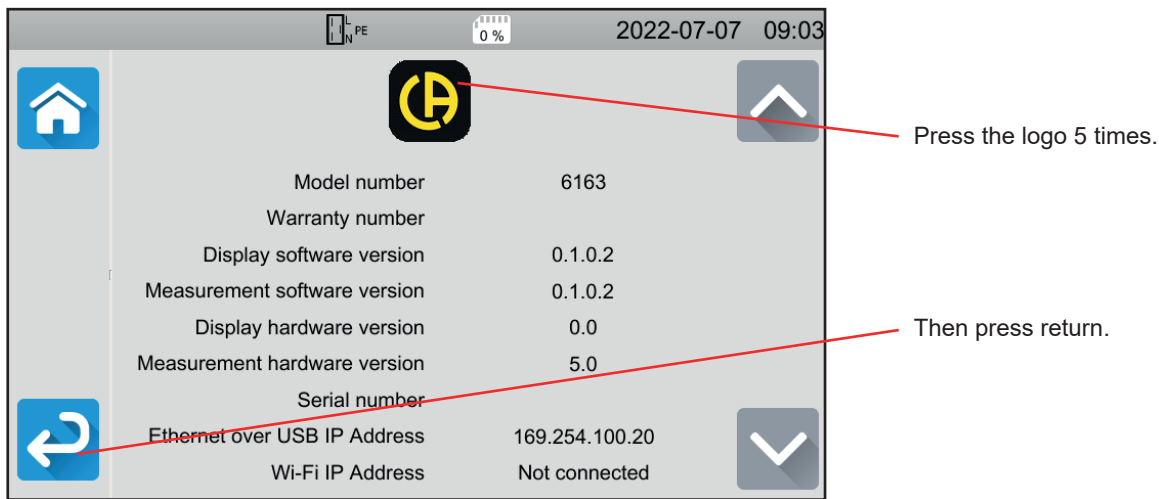 L
N PE
0 %
2022-07-07 09:03
Press the logo 5 times.
Model number 6163
Warranty number
Display software version 0.1.0.2
Measurement software version 0.1.0.2
Display hardware version 0.0
Then press return.
Measurement hardware version 5.0
Serial number
Ethernet over USB IP Address 169.254.100.20
Wi-Fi IP Address Not connected